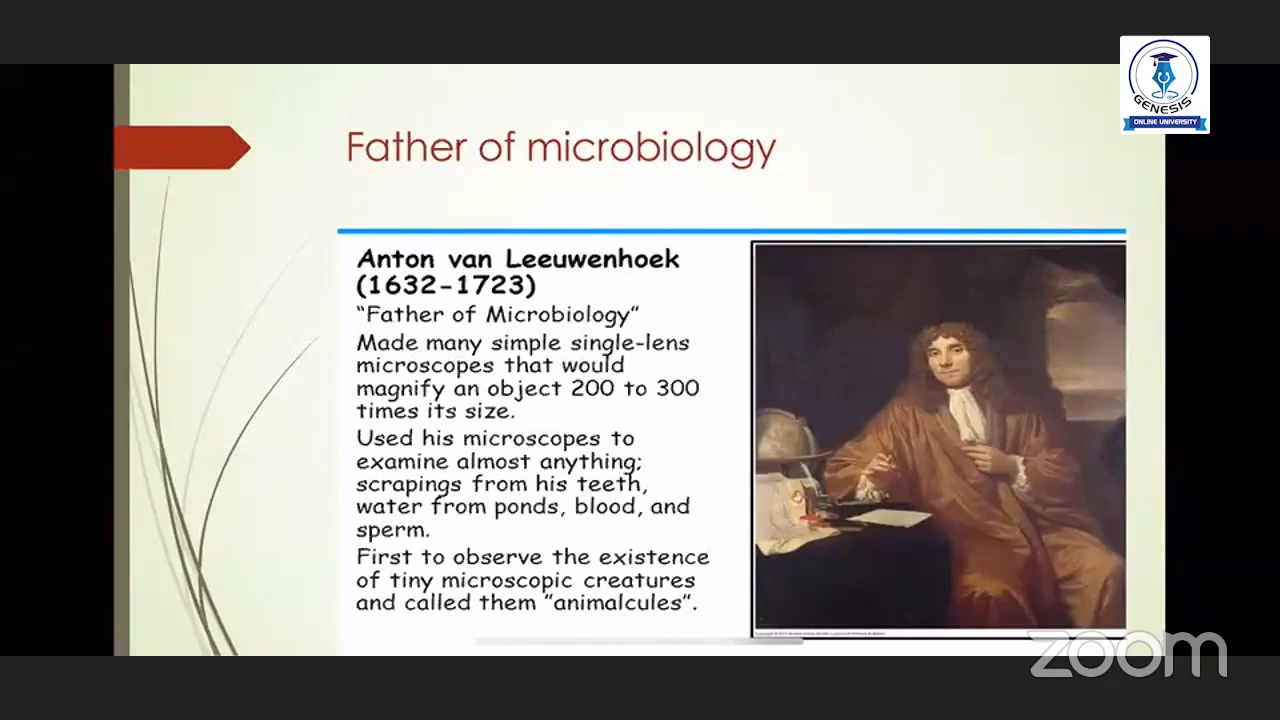 GENESIS
ONLINE UNIVERSITY
Father of microbiology
Anton van Leeuwenhoek
(1632-1723)
“Father of Microbiology”
Made many simple single-lens
microscopes that would
magnify an object 200 to 300
times its size.
Used his microscopes to
examine almost anything;
scrapings from his teeth,
water from ponds, blood, and
sperm.
First to observe the existence
of tiny microscopic creatures
and called them ”animalcules”.
zoom